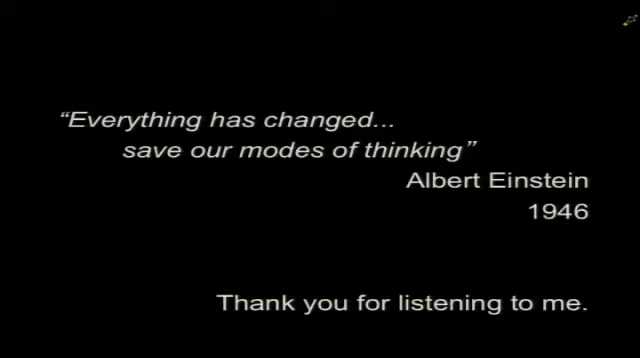 “Everything has changed...
save our modes of thinking”
Albert Einstein
1946
Thank you for listening to me.